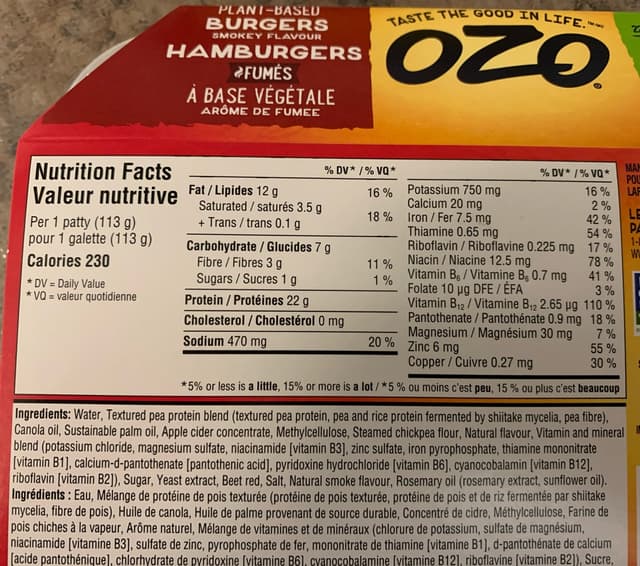 PLANT-BASED
BURGERS
SMOKEY FLAVOUR
HAMBURGERS
FUMÉS
À BASE VÉGÉTALE
ARÔME DE FUMEE
TASTE THE GOOD IN LIFE.™
OZO
Nutrition Facts
Valeur nutritive
Per 1 patty (113 g)
pour 1 galette (113 g)
Calories 230
* DV = Daily Value
* VQ = valeur quotidienne
% DV* / % VQ*
Fat / Lipides 12 g 16 %
Saturated / saturés 3.5 g
+ Trans / trans 0.1 g 18 %
Carbohydrate / Glucides 7 g
Fibre / Fibres 3 g 11 %
Sugars / Sucres 1 g 1 %
Protein / Protéines 22 g
Cholesterol / Cholestérol 0 mg
Sodium 470 mg 20 %
% DV* / % VQ*
Potassium 750 mg 16 %
Calcium 20 mg 2 %
Iron / Fer 7.5 mg 42 %
Thiamine 0.65 mg 54 %
Riboflavin / Riboflavine 0.225 mg 17 %
Niacin / Niacine 12.5 mg 78 %
Vitamin B6 / Vitamine B6 0.7 mg 41 %
Folate 10 µg DFE / ÉFA 3 %
Vitamin B12 / Vitamine B12 2.65 µg 110 %
Pantothenate / Pantothénate 0.9 mg 18 %
Magnesium / Magnésium 30 mg 7 %
Zinc 6 mg 55 %
Copper / Cuivre 0.27 mg 30 %
*5% or less is a little, 15% or more is a lot / *5 % ou moins c'est peu, 15 % ou plus c'est beaucoup
Ingredients: Water, Textured pea protein blend (textured pea protein, pea and rice protein fermented by shiitake mycelia, pea fibre),
Canola oil, Sustainable palm oil, Apple cider concentrate, Methylcellulose, Steamed chickpea flour, Natural flavour, Vitamin and mineral
blend (potassium chloride, magnesium sulfate, niacinamide [vitamin B3], zinc sulfate, iron pyrophosphate, thiamine mononitrate
[vitamin B1], calcium-d-pantothenate [pantothenic acid], pyridoxine hydrochloride [vitamin B6], cyanocobalamin [vitamin B12],
riboflavin [vitamin B2]), Sugar, Yeast extract, Beet red, Salt, Natural smoke flavour, Rosemary oil (rosemary extract, sunflower oil).
Ingrédients : Eau, Mélange de protéine de pois texturée (protéine de pois texturée, protéine de pois et de riz fermentée par shiitake
mycelia, fibre de pois), Huile de canola, Huile de palme provenant de source durable, Concentré de cidre, Méthylcellulose, Farine de
pois chiches à la vapeur, Arôme naturel, Mélange de vitamines et de minéraux (chlorure de potassium, sulfate de magnésium,
niacinamide [vitamine B3], sulfate de zinc, pyrophosphate de fer, mononitrate de thiamine [vitamine B1], d-pantothénate de calcium
[acide pantothénique], chlorhydrate de pyridoxine [vitamine B6], cyanocobalamine [vitamine B12], riboflavine [vitamine B2]), Sucre,